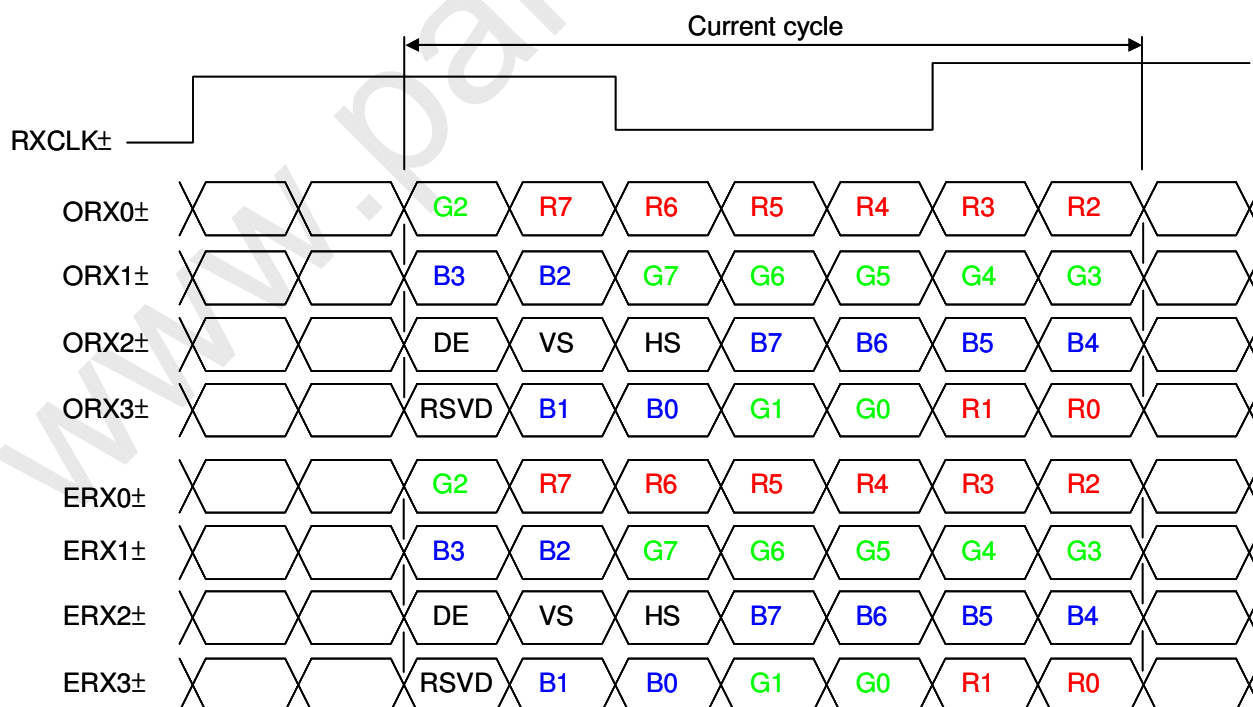 Current cycle
RXCLK±
ORX0± G2 R7 R6 R5 R4 R3 R2
ORX1± B3 B2 G7 G6 G5 G4 G3
ORX2± DE VS HS B7 B6 B5 B4
ORX3± RSVD B1 B0 G1 G0 R1 R0
ERX0± G2 R7 R6 R5 R4 R3 R2
ERX1± B3 B2 G7 G6 G5 G4 G3
ERX2± DE VS HS B7 B6 B5 B4
ERX3± RSVD B1 B0 G1 G0 R1 R0
www.pa